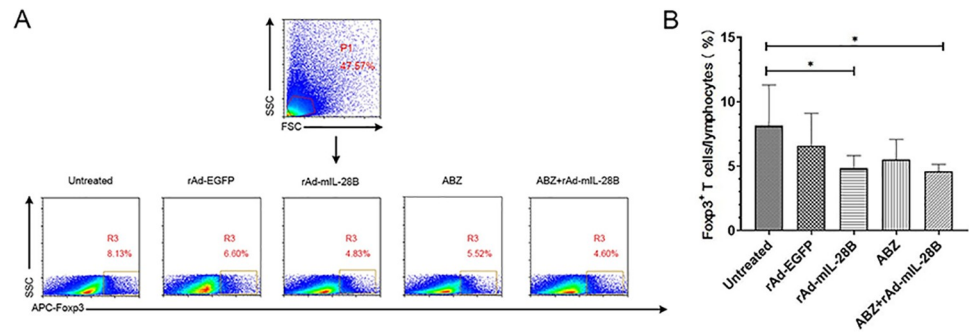 A
P1
47.57%
SSC
FSC
Untreated
rAd-EGFP
rAd-mIL-28B
ABZ
ABZ+rAd-mIL-28B
R3
8.13%
R3
6.60%
R3
4.83%
R3
5.52%
R3
4.60%
SSC
APC-Foxp3
B
Foxp3+ T cells/lymphocytes (%)
15
10
5
0
*
*
Untreated
rAd-EGFP
rAd-mIL-28B
ABZ
ABZ+rAd-mIL-28B